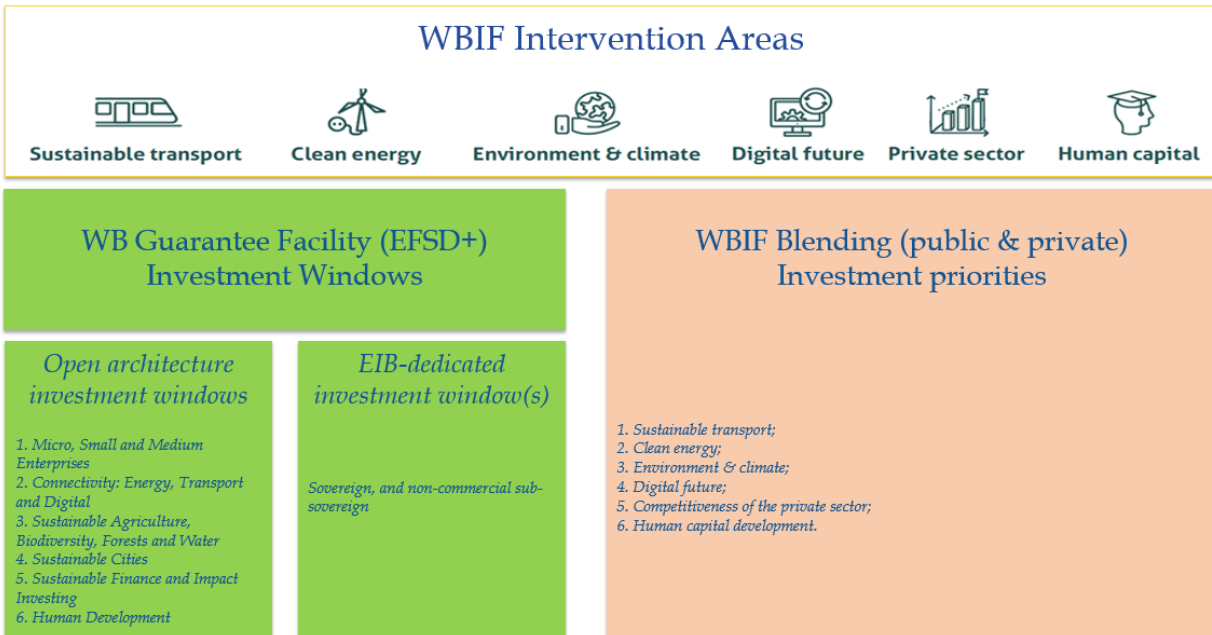 WBIF Intervention Areas
Sustainable transport
Clean energy
Environment & climate
Digital future
Private sector
Human capital
WB Guarantee Facility (EFSD+)
Investment Windows
Open architecture
investment windows
1. Micro, Small and Medium
Enterprises
2. Connectivity: Energy, Transport
and Digital
3. Sustainable Agriculture,
Biodiversity, Forests and Water
4. Sustainable Cities
5. Sustainable Finance and Impact
Investing
6. Human Development
EIB-dedicated
investment window(s)
Sovereign, and non-commercial sub-
sovereign
WBIF Blending (public & private)
Investment priorities
1. Sustainable transport;
2. Clean energy;
3. Environment & climate;
4. Digital future;
5. Competitiveness of the private sector;
6. Human capital development.